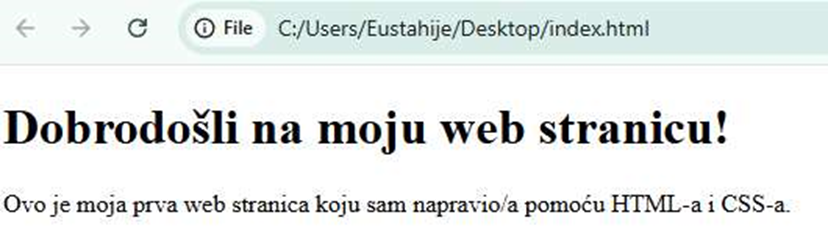 File C:/Users/Eustahije/Desktop/index.html
Dobrodošli na moju web stranicu!
Ovo je moja prva web stranica koju sam napravio/a pomoću HTML-a i CSS-a.